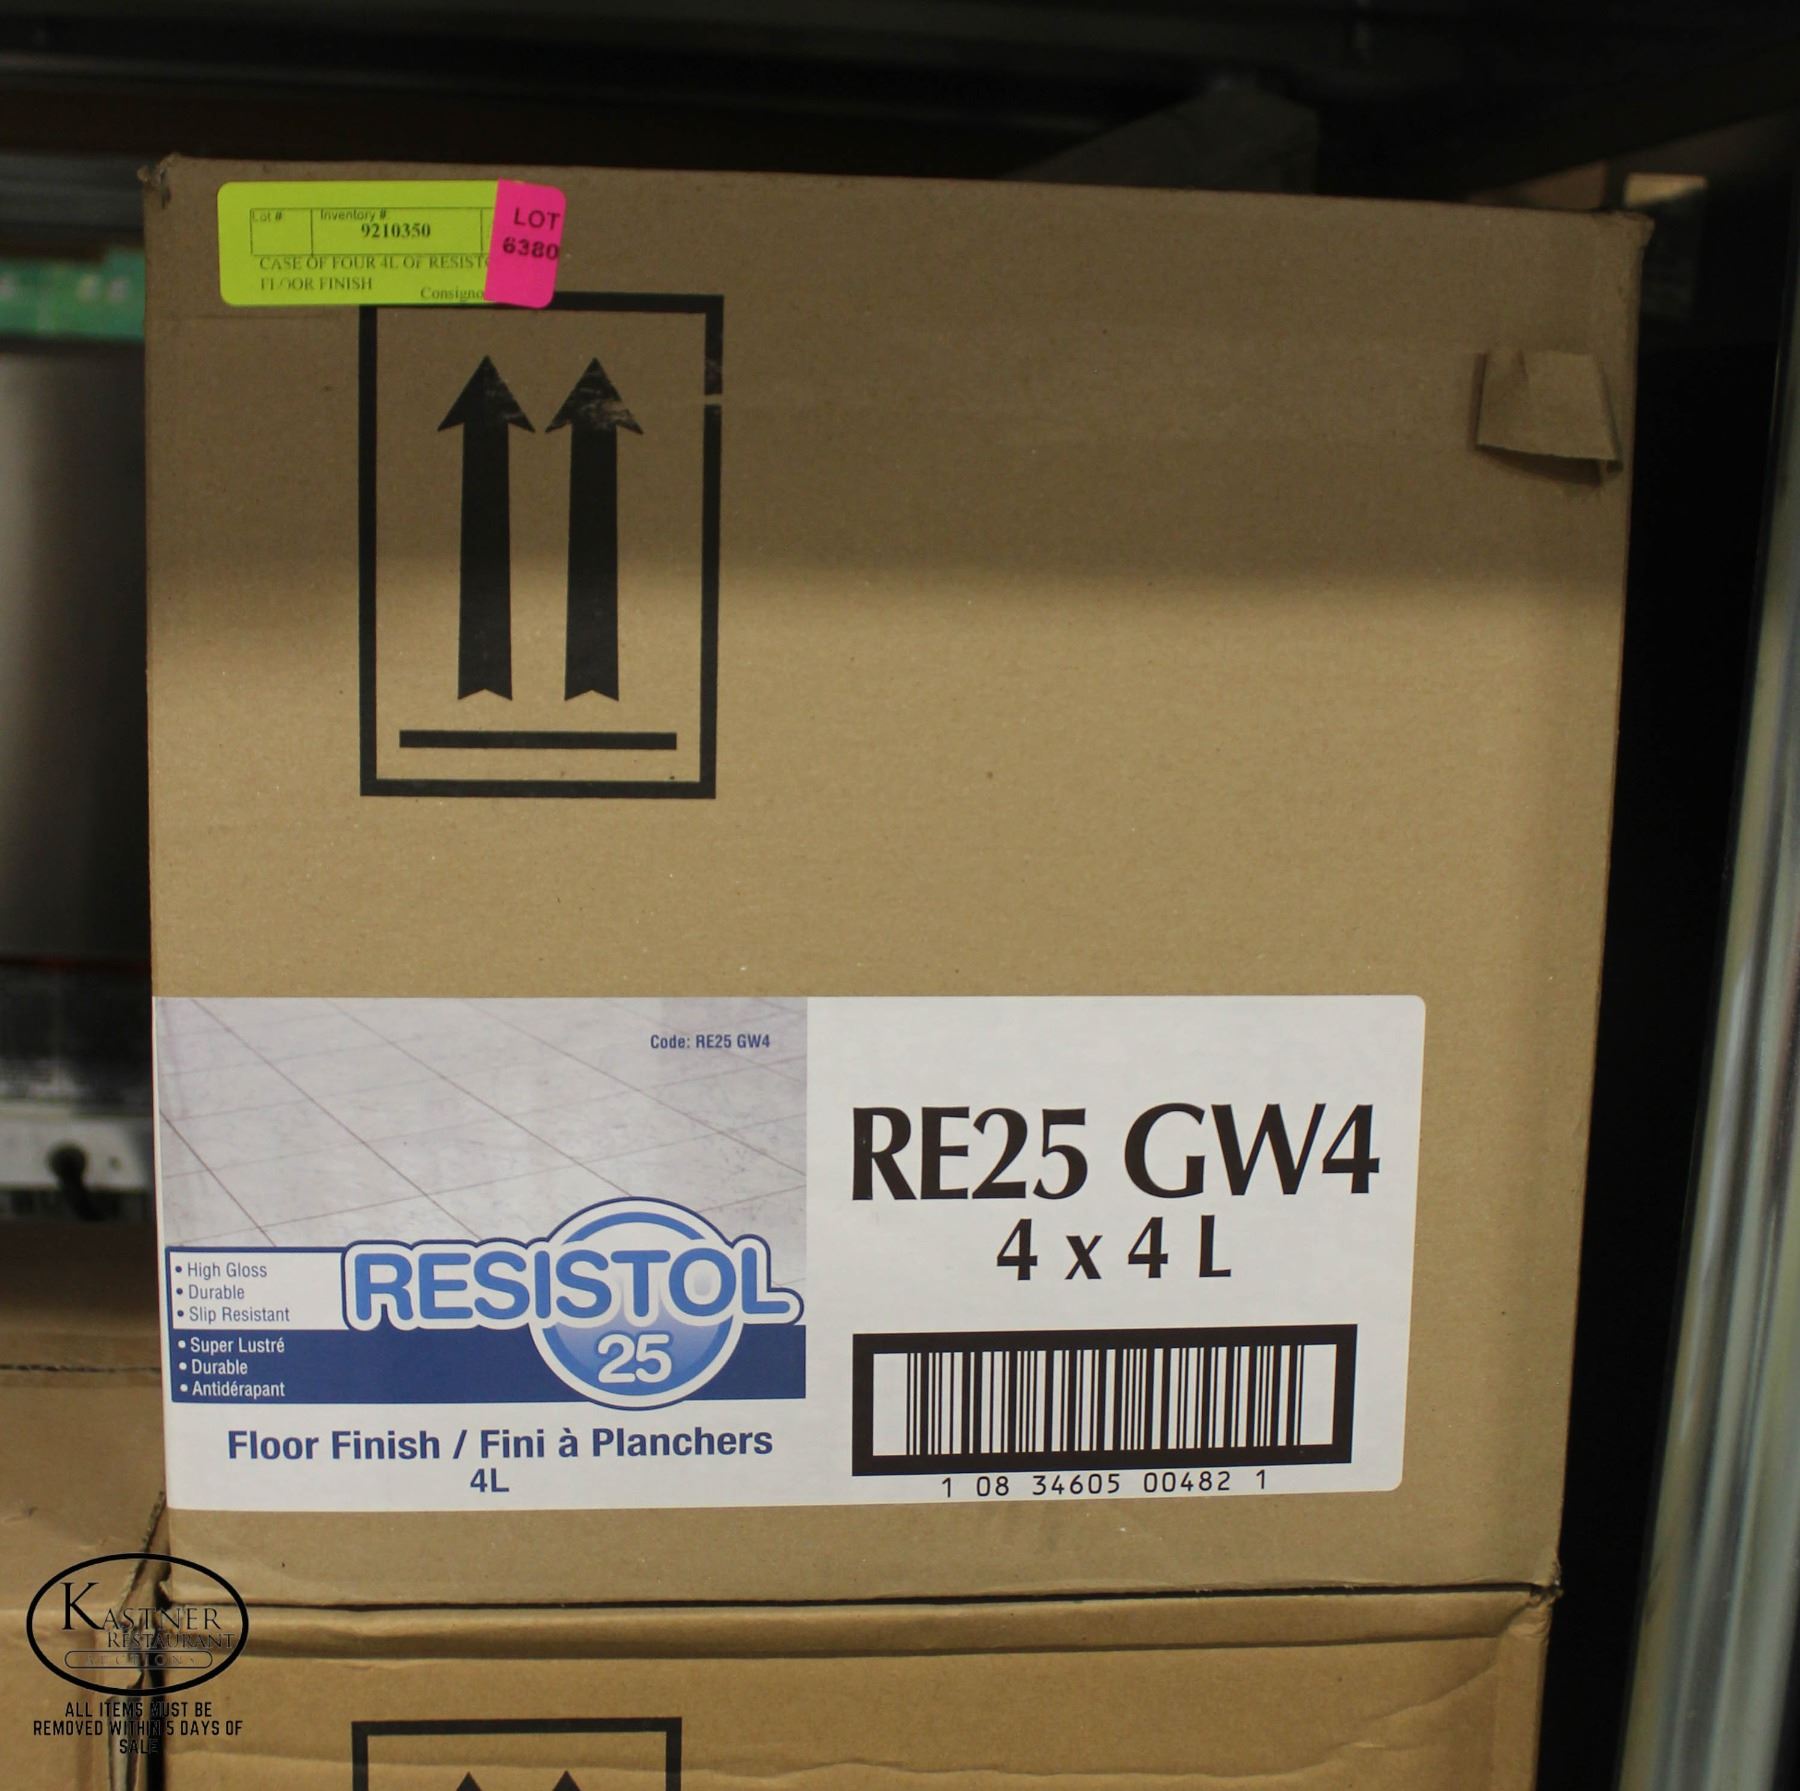 Lot #
Inventory #
9210350
CASE OF FOUR 4L OF
FLOOR FINISH
LOT
6380
Code: RE25 GW4
RE25 GW4
4 x 4 L
• High Gloss
• Durable
• Slip Resistant
• Super Lustré
• Durable
• Antidérapant
RESISTOL
25
Floor Finish / Fini à Planchers
4L
1 08 34605 00482 1
KASTNER
RESTAURANT
AUCTIONS
ALL ITEMS MUST BE
REMOVED WITHIN 5 DAYS OF
SALE